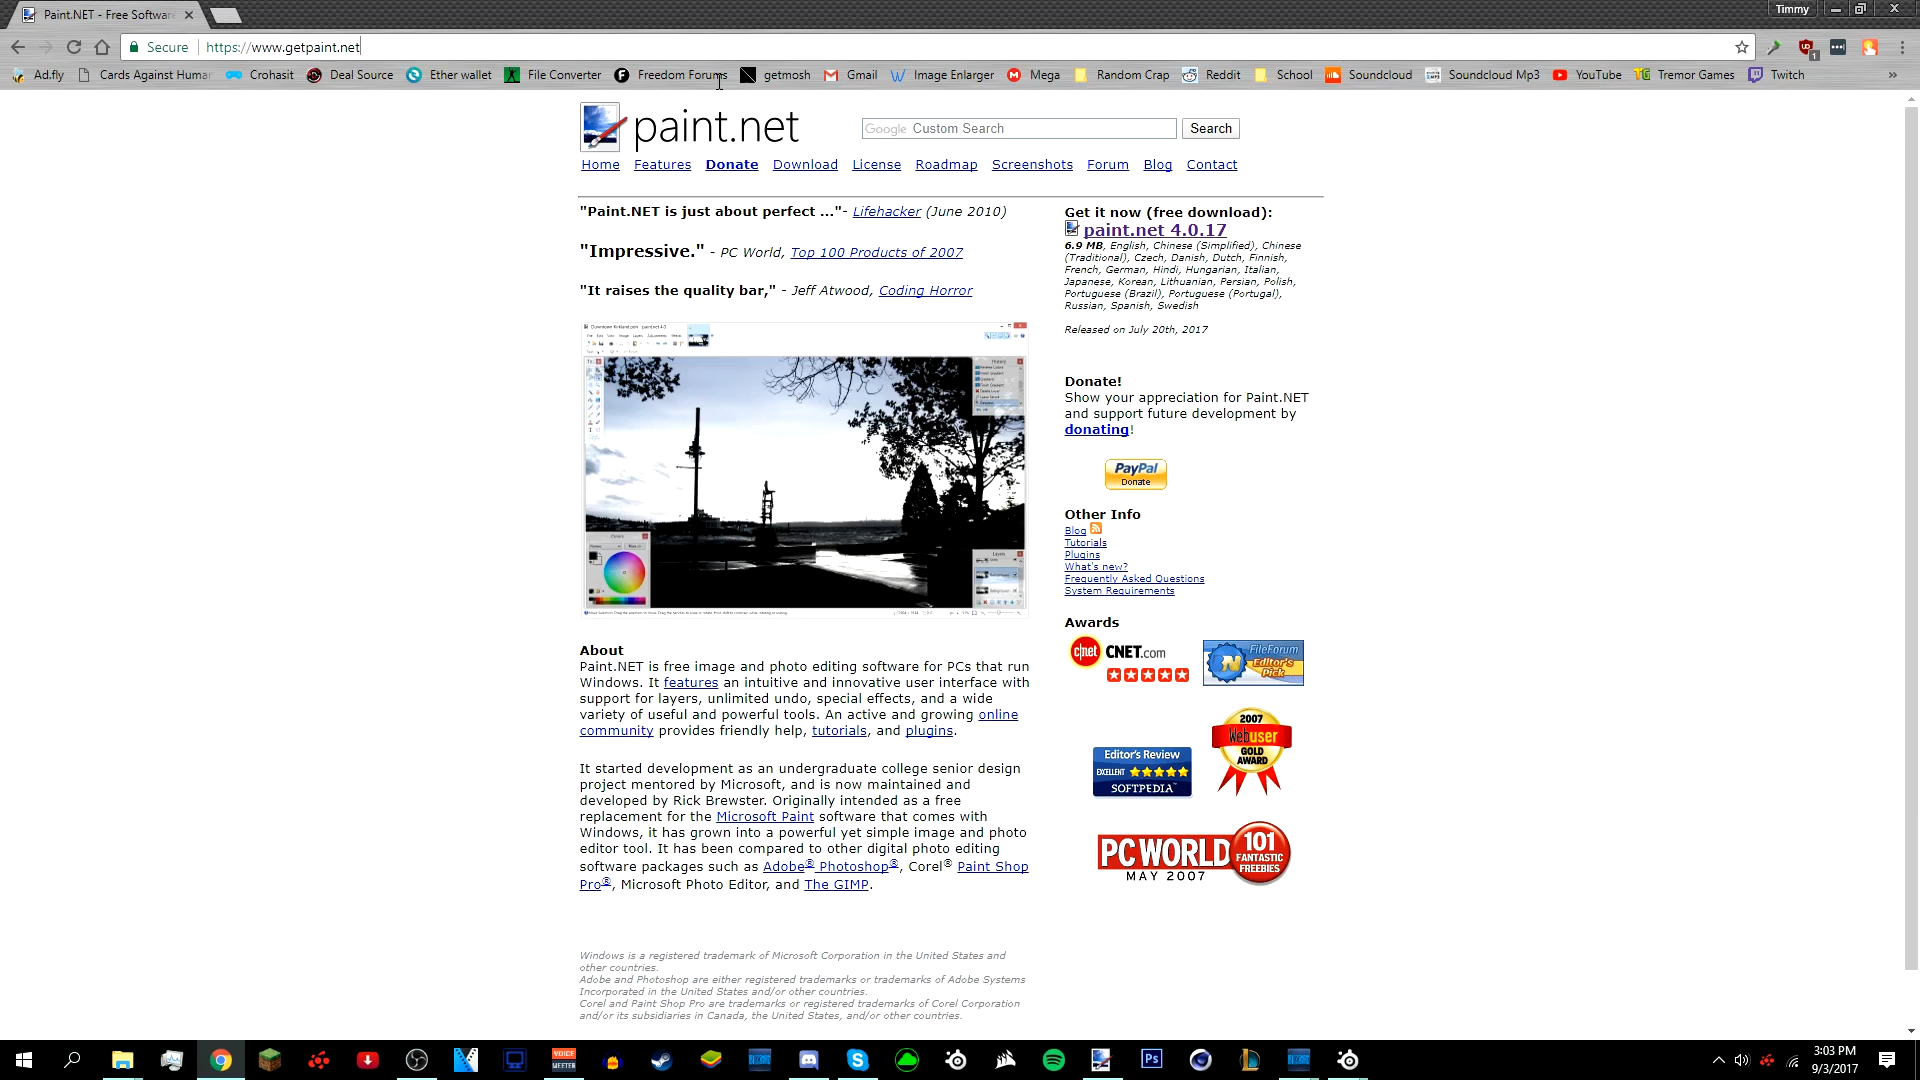 Paint.NET - Free Software
Timmy
Secure
https://www.getpaint.net
Ad.fly
Cards Against Human
Crohasit
Deal Source
Ether wallet
File Converter
Freedom Forums
getmosh
Gmail
Image Enlarger
Mega
Random Crap
Reddit
School
Soundcloud
Soundcloud Mp3
YouTube
Tremor Games
Twitch
paint.net
Google Custom Search
Search
Home Features Donate Download License Roadmap Screenshots Forum Blog Contact
"Paint.NET is just about perfect ..."- Lifehacker (June 2010)
"Impressive." - PC World, Top 100 Products of 2007
"It raises the quality bar," - Jeff Atwood, Coding Horror
Get it now (free download):
paint.net 4.0.17
6.9 MB, English, Chinese (Simplified), Chinese
(Traditional), Czech, Danish, Dutch, Finnish,
French, German, Hindi, Hungarian, Italian,
Japanese, Korean, Lithuanian, Persian, Polish,
Portuguese (Brazil), Portuguese (Portugal),
Russian, Spanish, Swedish
Released on July 20th, 2017
Donate!
Show your appreciation for Paint.NET
and support future development by
donating!
PayPal
Donate
Other Info
Blog
Tutorials
Plugins
What's new?
Frequently Asked Questions
System Requirements
Awards
c|net CNET.com
FileForum
Editor's
Pick
2007
Webuser
GOLD
AWARD
Editor's Review
EXCELLENT
SOFTPEDIA
PC WORLD
MAY 2007
101
FANTASTIC
FREEBIES
About
Paint.NET is free image and photo editing software for PCs that run
Windows. It features an intuitive and innovative user interface with
support for layers, unlimited undo, special effects, and a wide
variety of useful and powerful tools. An active and growing online
community provides friendly help, tutorials, and plugins.
It started development as an undergraduate college senior design
project mentored by Microsoft, and is now maintained and
developed by Rick Brewster. Originally intended as a free
replacement for the Microsoft Paint software that comes with
Windows, it has grown into a powerful yet simple image and photo
editor tool. It has been compared to other digital photo editing
software packages such as Adobe® Photoshop®, Corel® Paint Shop
Pro®, Microsoft Photo Editor, and The GIMP.
Windows is a registered trademark of Microsoft Corporation in the United States and
other countries.
Adobe and Photoshop are either registered trademarks or trademarks of Adobe Systems
Incorporated in the United States and/or other countries.
Corel and Paint Shop Pro are trademarks or registered trademarks of Corel Corporation
and/or its subsidiaries in Canada, the United States, and/or other countries.
VOICE
MEETER
Ps
3:03 PM
9/3/2017